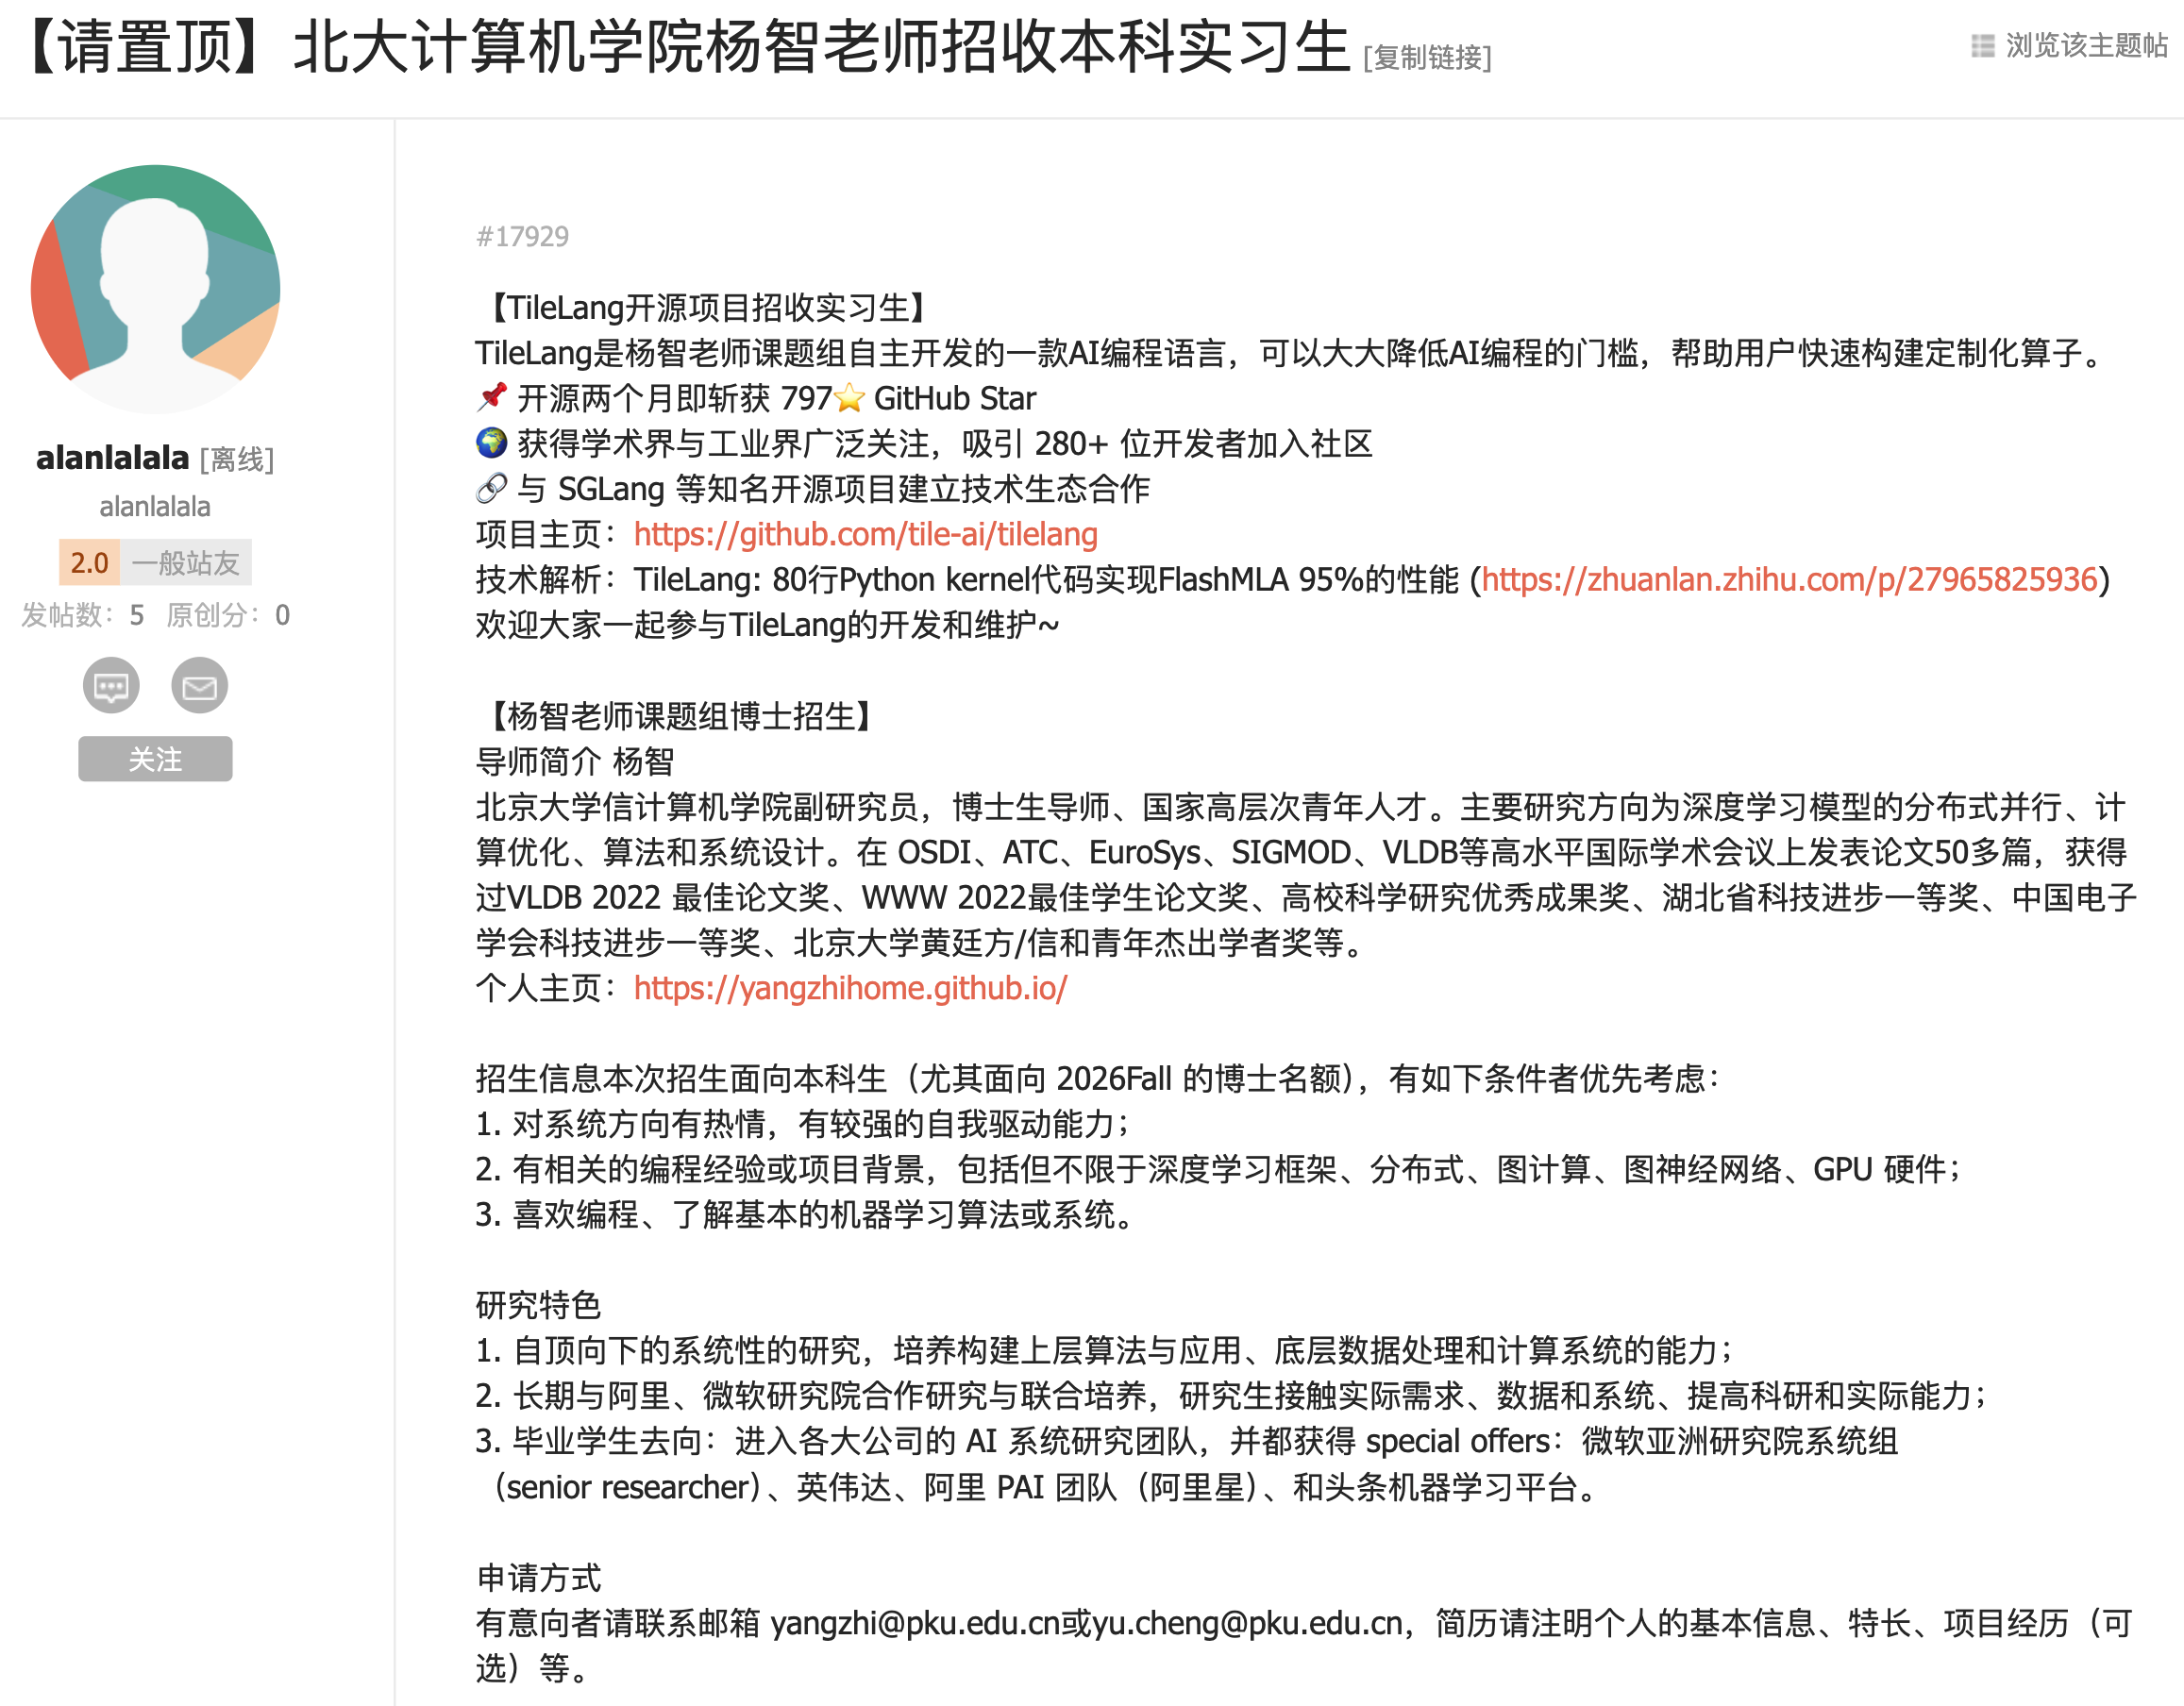 【请置顶】北大计算机学院杨智老师招收本科实习生 [复制链接]
浏览该主题帖
alanlalala [离线]
alanlalala
2.0 一般站友
发帖数：5 原创分：0
关注
#17929
【TileLang开源项目招收实习生】
TileLang是杨智老师课题组自主开发的一款AI编程语言，可以大大降低AI编程的门槛，帮助用户快速构建定制化算子。
📌 开源两个月即斩获 797⭐ GitHub Star
🌍 获得学术界与工业界广泛关注，吸引 280+ 位开发者加入社区
🔗 与 SGLang 等知名开源项目建立技术生态合作
项目主页：https://github.com/tile-ai/tilelang
技术解析：TileLang: 80行Python kernel代码实现FlashMLA 95%的性能 (https://zhuanlan.zhihu.com/p/27965825936)
欢迎大家一起参与TileLang的开发和维护~
【杨智老师课题组博士招生】
导师简介 杨智
北京大学信计算机学院副研究员，博士生导师、国家高层次青年人才。主要研究方向为深度学习模型的分布式并行、计
算优化、算法和系统设计。在 OSDI、ATC、EuroSys、SIGMOD、VLDB等高水平国际学术会议上发表论文50多篇，获得
过VLDB 2022 最佳论文奖、WWW 2022最佳学生论文奖、高校科学研究优秀成果奖、湖北省科技进步一等奖、中国电子
学会科技进步一等奖、北京大学黄廷方/信和青年杰出学者奖等。
个人主页：https://yangzhihome.github.io/
招生信息本次招生面向本科生（尤其面向 2026Fall 的博士名额），有如下条件者优先考虑：
1. 对系统方向有热情，有较强的自我驱动能力；
2. 有相关的编程经验或项目背景，包括但不限于深度学习框架、分布式、图计算、图神经网络、GPU 硬件；
3. 喜欢编程、了解基本的机器学习算法或系统。
研究特色
1. 自顶向下的系统性的研究，培养构建上层算法与应用、底层数据处理和计算系统的能力；
2. 长期与阿里、微软研究院合作研究与联合培养，研究生接触实际需求、数据和系统、提高科研和实际能力；
3. 毕业学生去向：进入各大公司的 AI 系统研究团队，并都获得 special offers：微软亚洲研究院系统组
（senior researcher）、英伟达、阿里 PAI 团队（阿里星）、和头条机器学习平台。
申请方式
有意向者请联系邮箱 yangzhi@pku.edu.cn或yu.cheng@pku.edu.cn，简历请注明个人的基本信息、特长、项目经历（可
选）等。